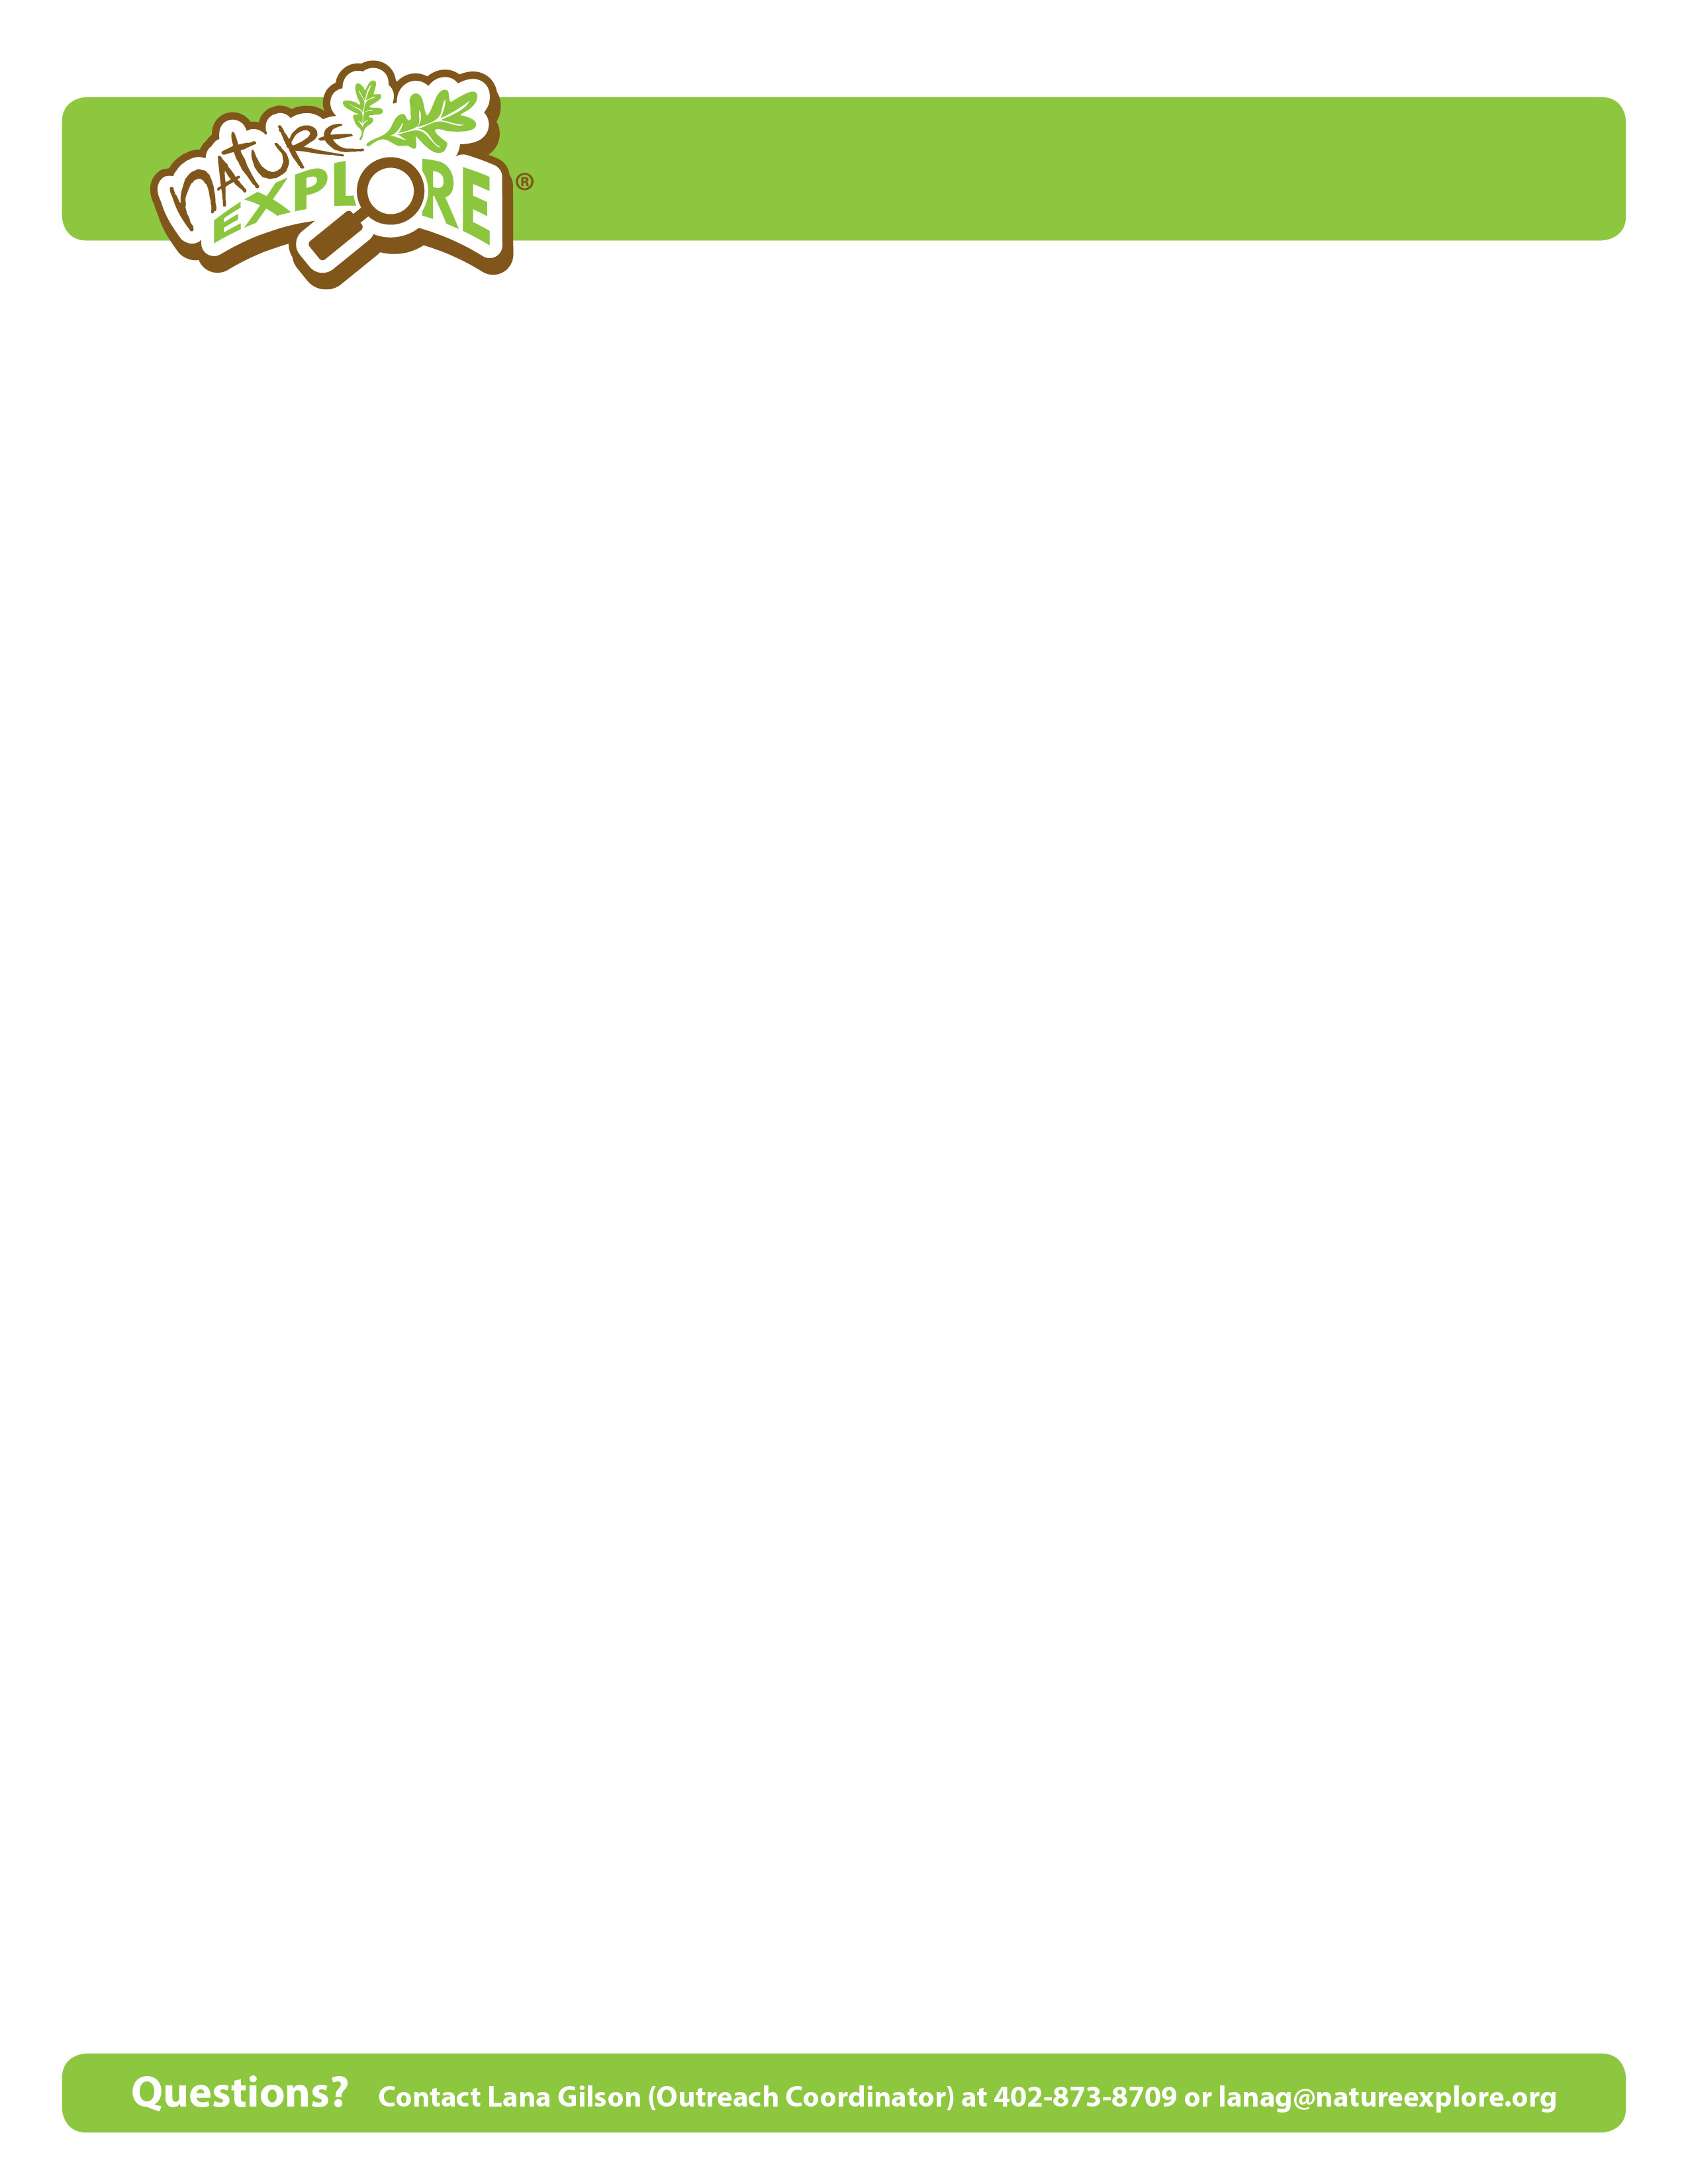 NATURE
EXPLORE ®
Questions? Contact Lana Gilson (Outreach Coordinator) at 402-873-8709 or lanag@natureexplore.org